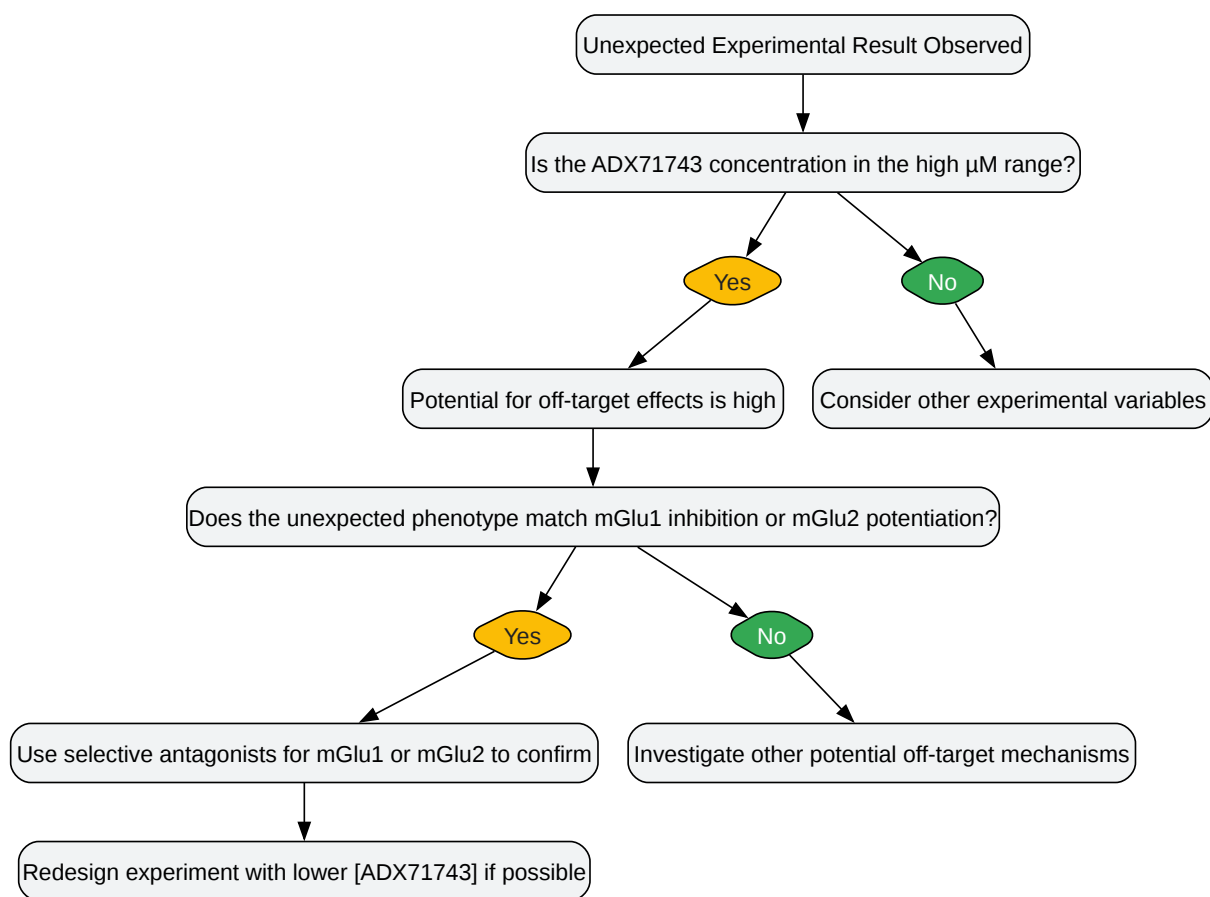 Unexpected Experimental Result Observed
Is the ADX71743 concentration in the high µM range?
Yes
No
Potential for off-target effects is high
Consider other experimental variables
Does the unexpected phenotype match mGlu1 inhibition or mGlu2 potentiation?
Yes
No
Use selective antagonists for mGlu1 or mGlu2 to confirm
Investigate other potential off-target mechanisms
Redesign experiment with lower [ADX71743] if possible